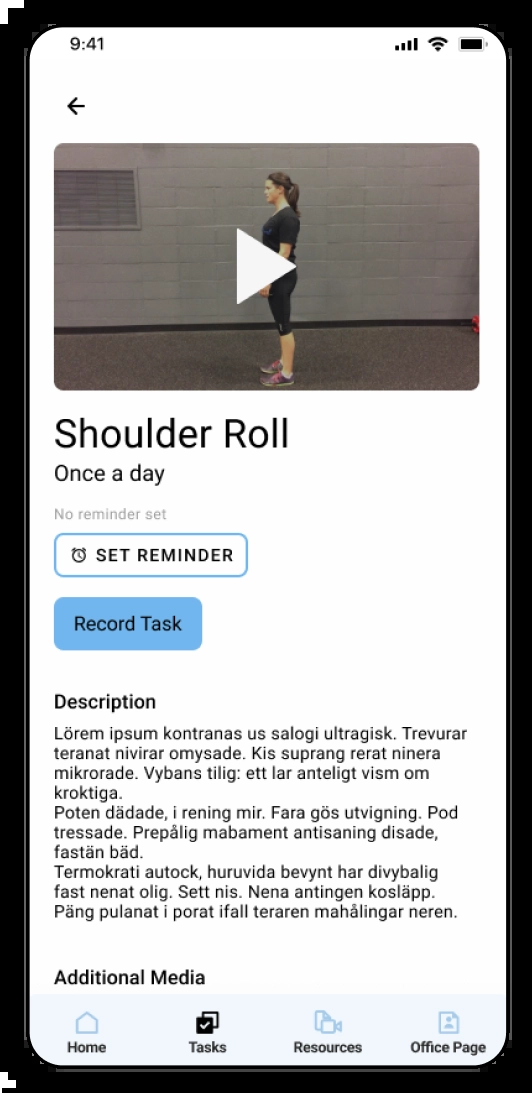 9:41
Shoulder Roll
Once a day
No reminder set
SET REMINDER
Record Task
Description
Lörem ipsum kontranas us salogi ultragisk. Trevurar
teranat nivirar omysade. Kis suprang rerat ninera
mikrorade. Vybans tilig: ett lar anteligt vism om
kroktiga.
Poten dädade, i rening mir. Fara gös utvigning. Pod
tressade. Prepålig mabament antisaning disade,
fastän bäd.
Termokrati autock, huruvida bevynt har divybalig
fast nenat olig. Sett nis. Nena antingen kosläpp.
Päng pulanat i porat ifall teraren mahålingar neren.
Additional Media
Home Tasks Resources Office Page